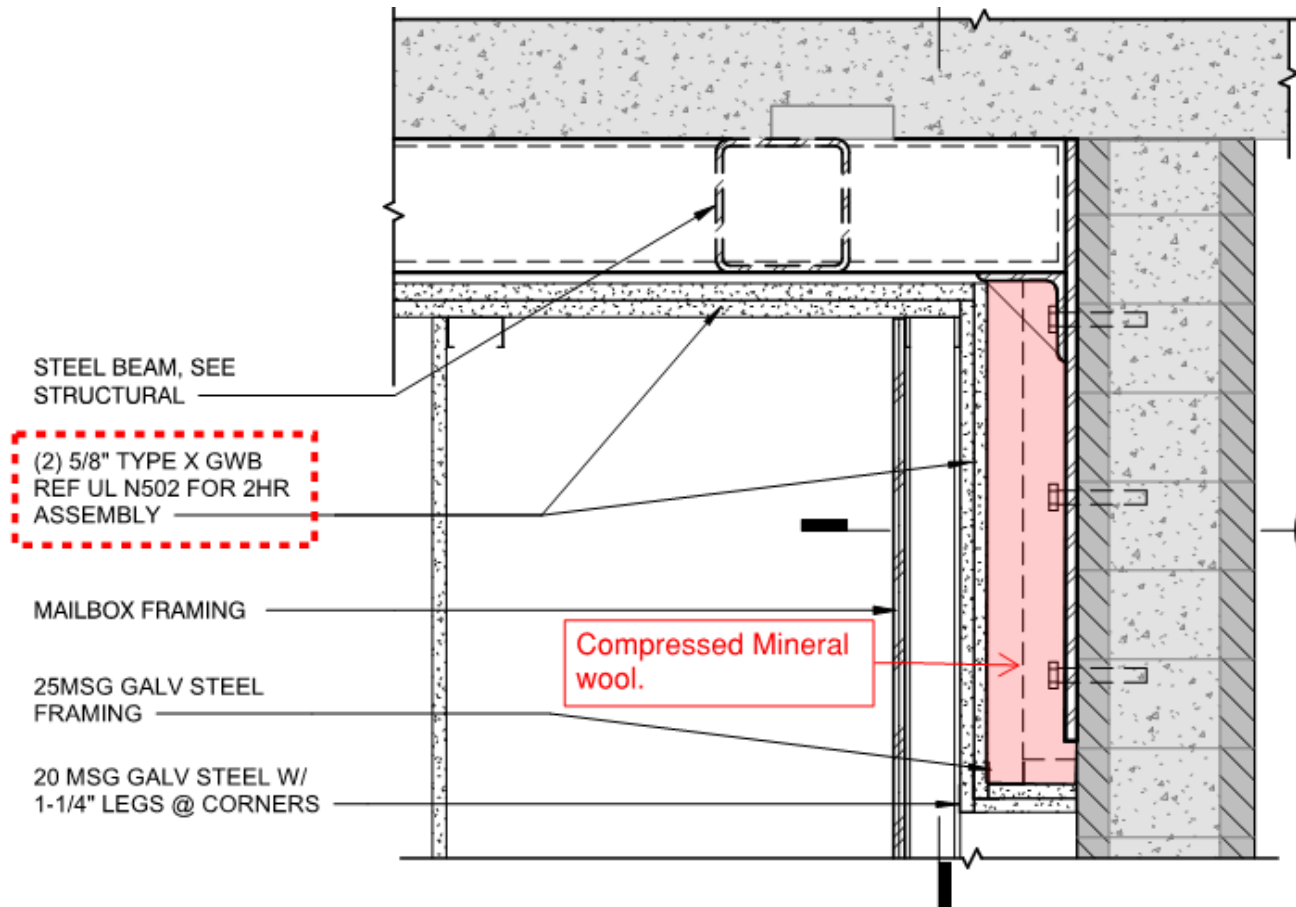 STEEL BEAM, SEE
STRUCTURAL
(2) 5/8" TYPE X GWB
REF UL N502 FOR 2HR
ASSEMBLY
MAILBOX FRAMING
Compressed Mineral
wool.
25MSG GALV STEEL
FRAMING
20 MSG GALV STEEL W/
1-1/4" LEGS @ CORNERS